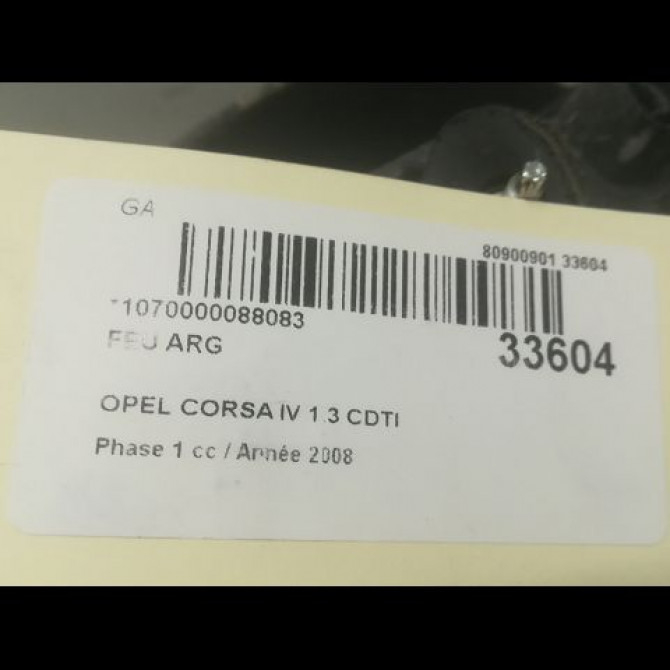 GA
80900901 33604
*1070000088083
FEU ARG
33604
OPEL CORSA IV 1.3 CDTI
Phase 1 cc / Année 2008